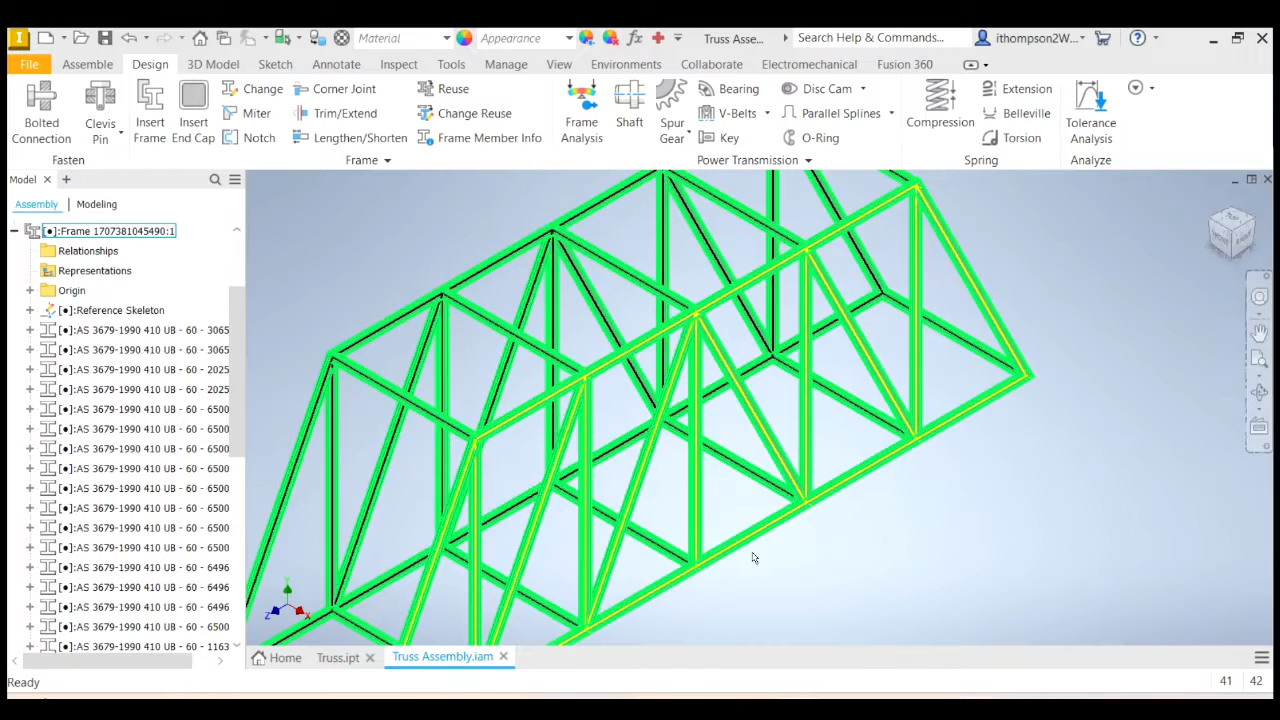 Material
Appearance
fx
Truss Asse...
Search Help & Commands...
ithompson2W...
File
Assemble
Design
3D Model
Sketch
Annotate
Inspect
Tools
Manage
View
Environments
Collaborate
Electromechanical
Fusion 360
Bolted
Connection
Clevis
Pin
Insert
Frame
Insert
End Cap
Change
Miter
Notch
Corner Joint
Trim/Extend
Lengthen/Shorten
Reuse
Change Reuse
Frame Member Info
Frame
Analysis
Shaft
Spur
Gear
Bearing
V-Belts
Key
Disc Cam
Parallel Splines
O-Ring
Compression
Extension
Belleville
Torsion
Tolerance
Analysis
Fasten
Frame
Power Transmission
Spring
Analyze
Model
Assembly
Modeling
[●]:Frame 1707381045490:1
Relationships
Representations
Origin
[●]:Reference Skeleton
[●]:AS 3679-1990 410 UB - 60 - 3065
[●]:AS 3679-1990 410 UB - 60 - 3065
[●]:AS 3679-1990 410 UB - 60 - 2025
[●]:AS 3679-1990 410 UB - 60 - 2025
[●]:AS 3679-1990 410 UB - 60 - 6500
[●]:AS 3679-1990 410 UB - 60 - 6500
[●]:AS 3679-1990 410 UB - 60 - 6500
[●]:AS 3679-1990 410 UB - 60 - 6500
[●]:AS 3679-1990 410 UB - 60 - 6500
[●]:AS 3679-1990 410 UB - 60 - 6500
[●]:AS 3679-1990 410 UB - 60 - 6500
[●]:AS 3679-1990 410 UB - 60 - 6500
[●]:AS 3679-1990 410 UB - 60 - 6496
[●]:AS 3679-1990 410 UB - 60 - 6496
[●]:AS 3679-1990 410 UB - 60 - 6496
[●]:AS 3679-1990 410 UB - 60 - 6500
[●]:AS 3679-1990 410 UB - 60 - 1163
Y
Z
X
Home
Truss.ipt
Truss Assembly.iam
Ready
41
42